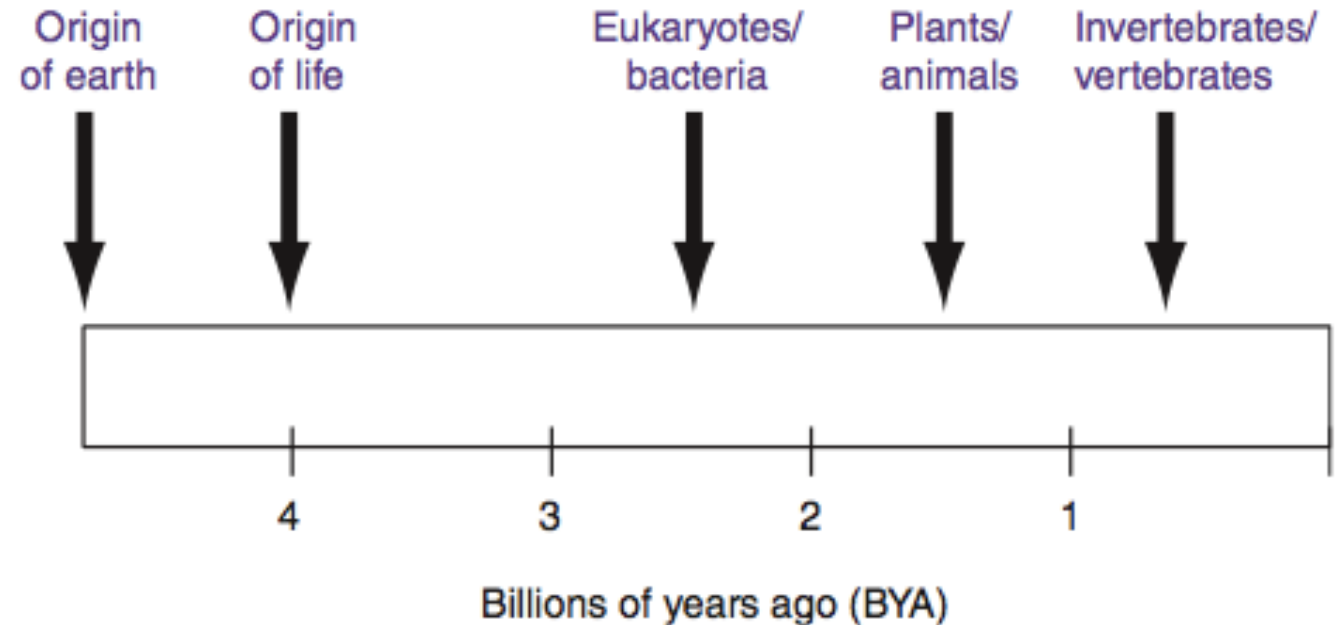 Origin
of earth
Origin
of life
Eukaryotes/
bacteria
Plants/
animals
Invertebrates/
vertebrates
4
3
2
1
Billions of years ago (BYA)